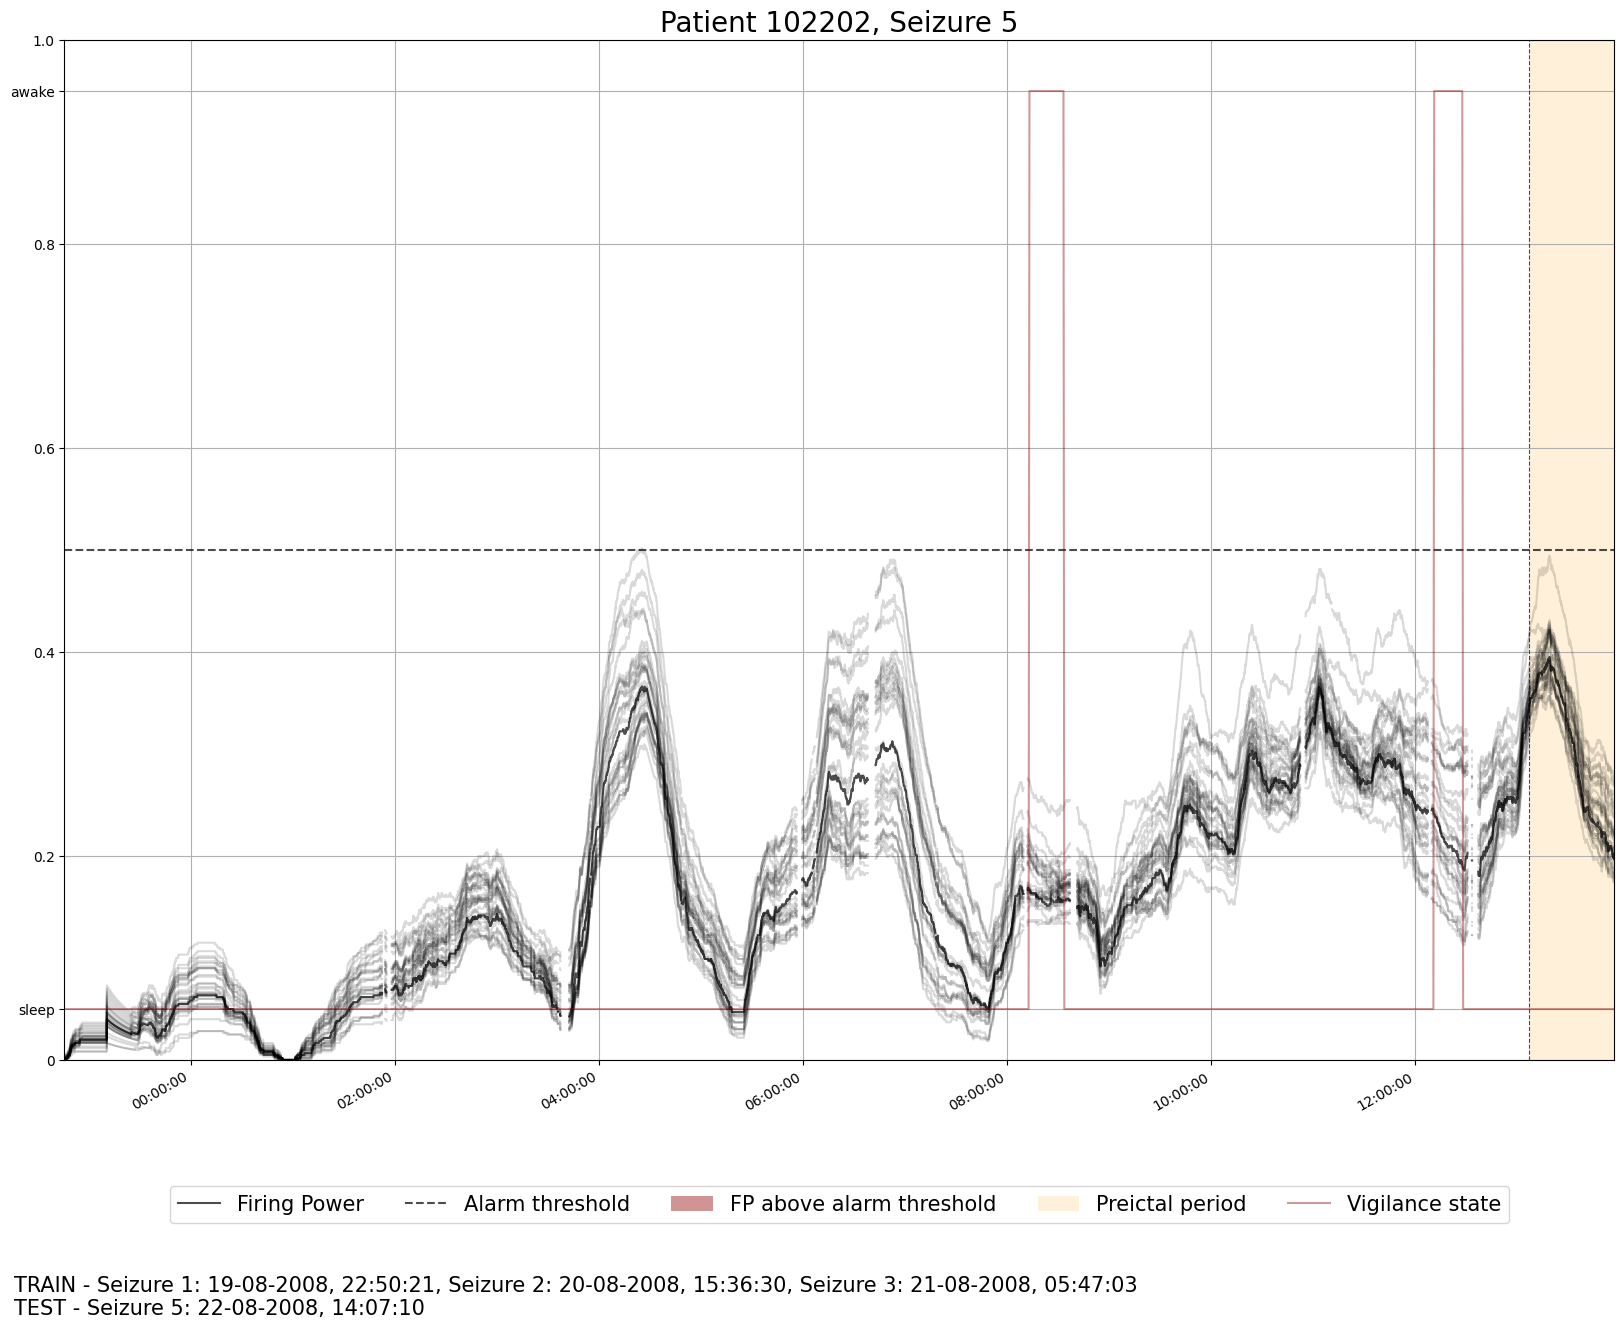 Patient 102202, Seizure 5
1.0
awake
0.8
0.6
0.4
0.2
sleep
0
00:00:00 02:00:00 04:00:00 06:00:00 08:00:00 10:00:00 12:00:00
Firing Power Alarm threshold FP above alarm threshold Preictal period Vigilance state
TRAIN - Seizure 1: 19-08-2008, 22:50:21, Seizure 2: 20-08-2008, 15:36:30, Seizure 3: 21-08-2008, 05:47:03
TEST - Seizure 5: 22-08-2008, 14:07:10